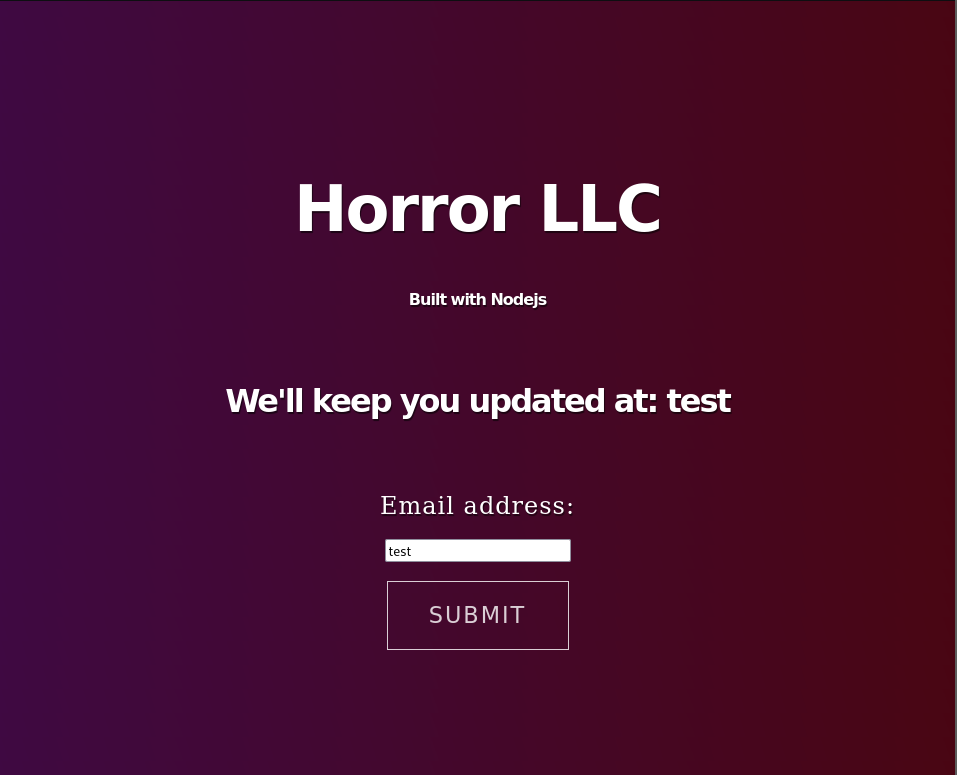 Horror LLC
Built with Nodejs
We'll keep you updated at: test
Email address:
test
SUBMIT